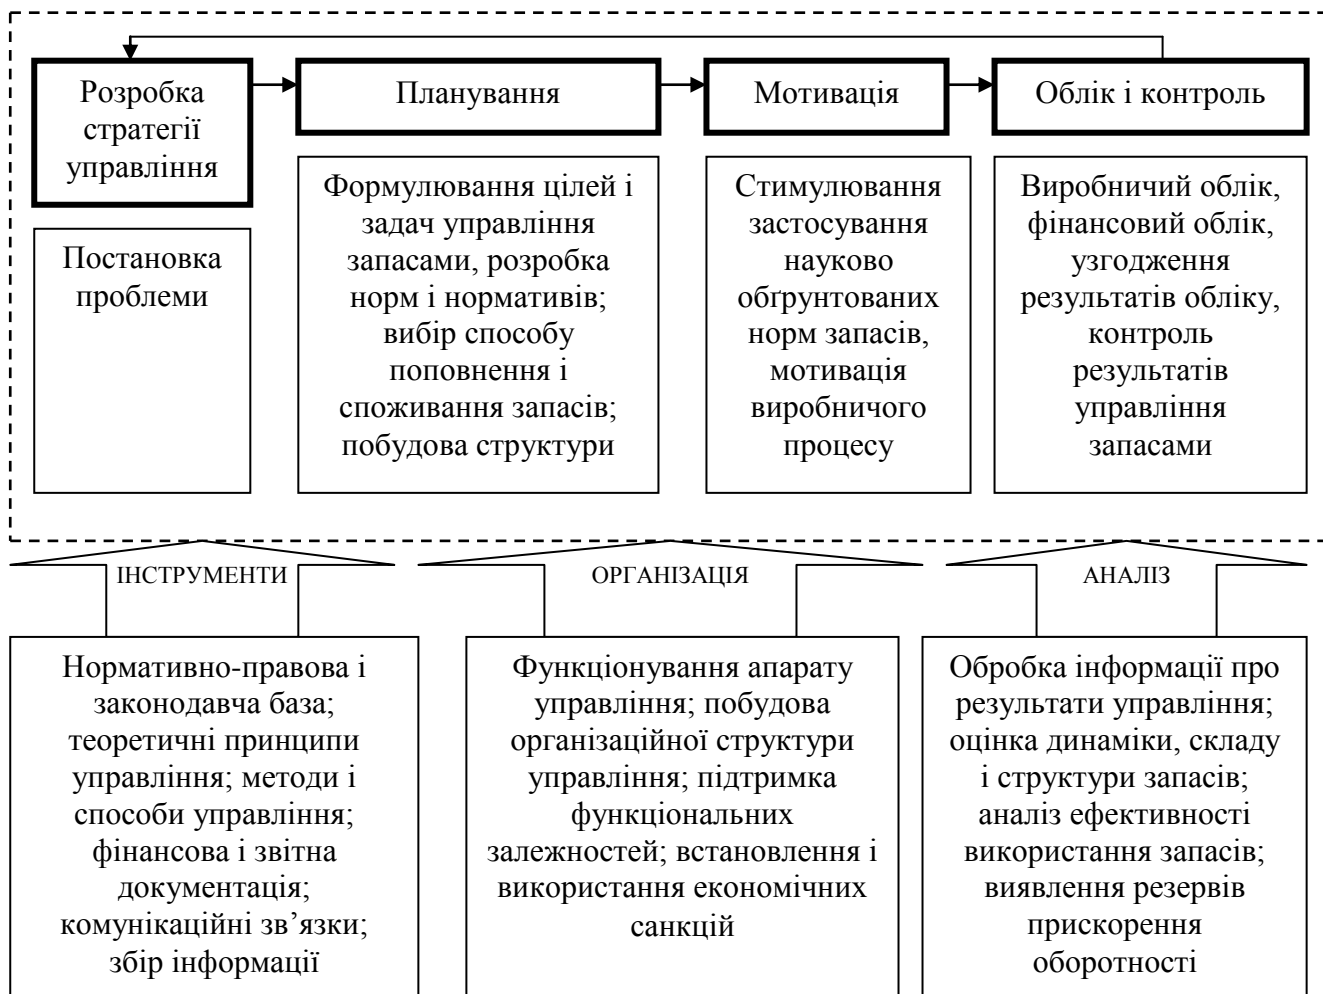 Розробка
стратегії
управління
Планування
Мотивація
Облік і контроль
Постановка
проблеми
Формулювання цілей і
задач управління
запасами, розробка
норм і нормативів;
вибір способу
поповнення і
споживання запасів;
побудова структури
Стимулювання
застосування
науково
обґрунтованих
норм запасів,
мотивація
виробничого
процесу
Виробничий облік,
фінансовий облік,
узгодження
результатів обліку,
контроль
результатів
управління
запасами
ІНСТРУМЕНТИ
ОРГАНІЗАЦІЯ
АНАЛІЗ
Нормативно-правова і
законодавча база;
теоретичні принципи
управління; методи і
способи управління;
фінансова і звітна
документація;
комунікаційні зв’язки;
збір інформації
Функціонування апарату
управління; побудова
організаційної структури
управління; підтримка
функціональних
залежностей; встановлення і
використання економічних
санкцій
Обробка інформації про
результати управління;
оцінка динаміки, складу
і структури запасів;
аналіз ефективності
використання запасів;
виявлення резервів
прискорення
оборотності